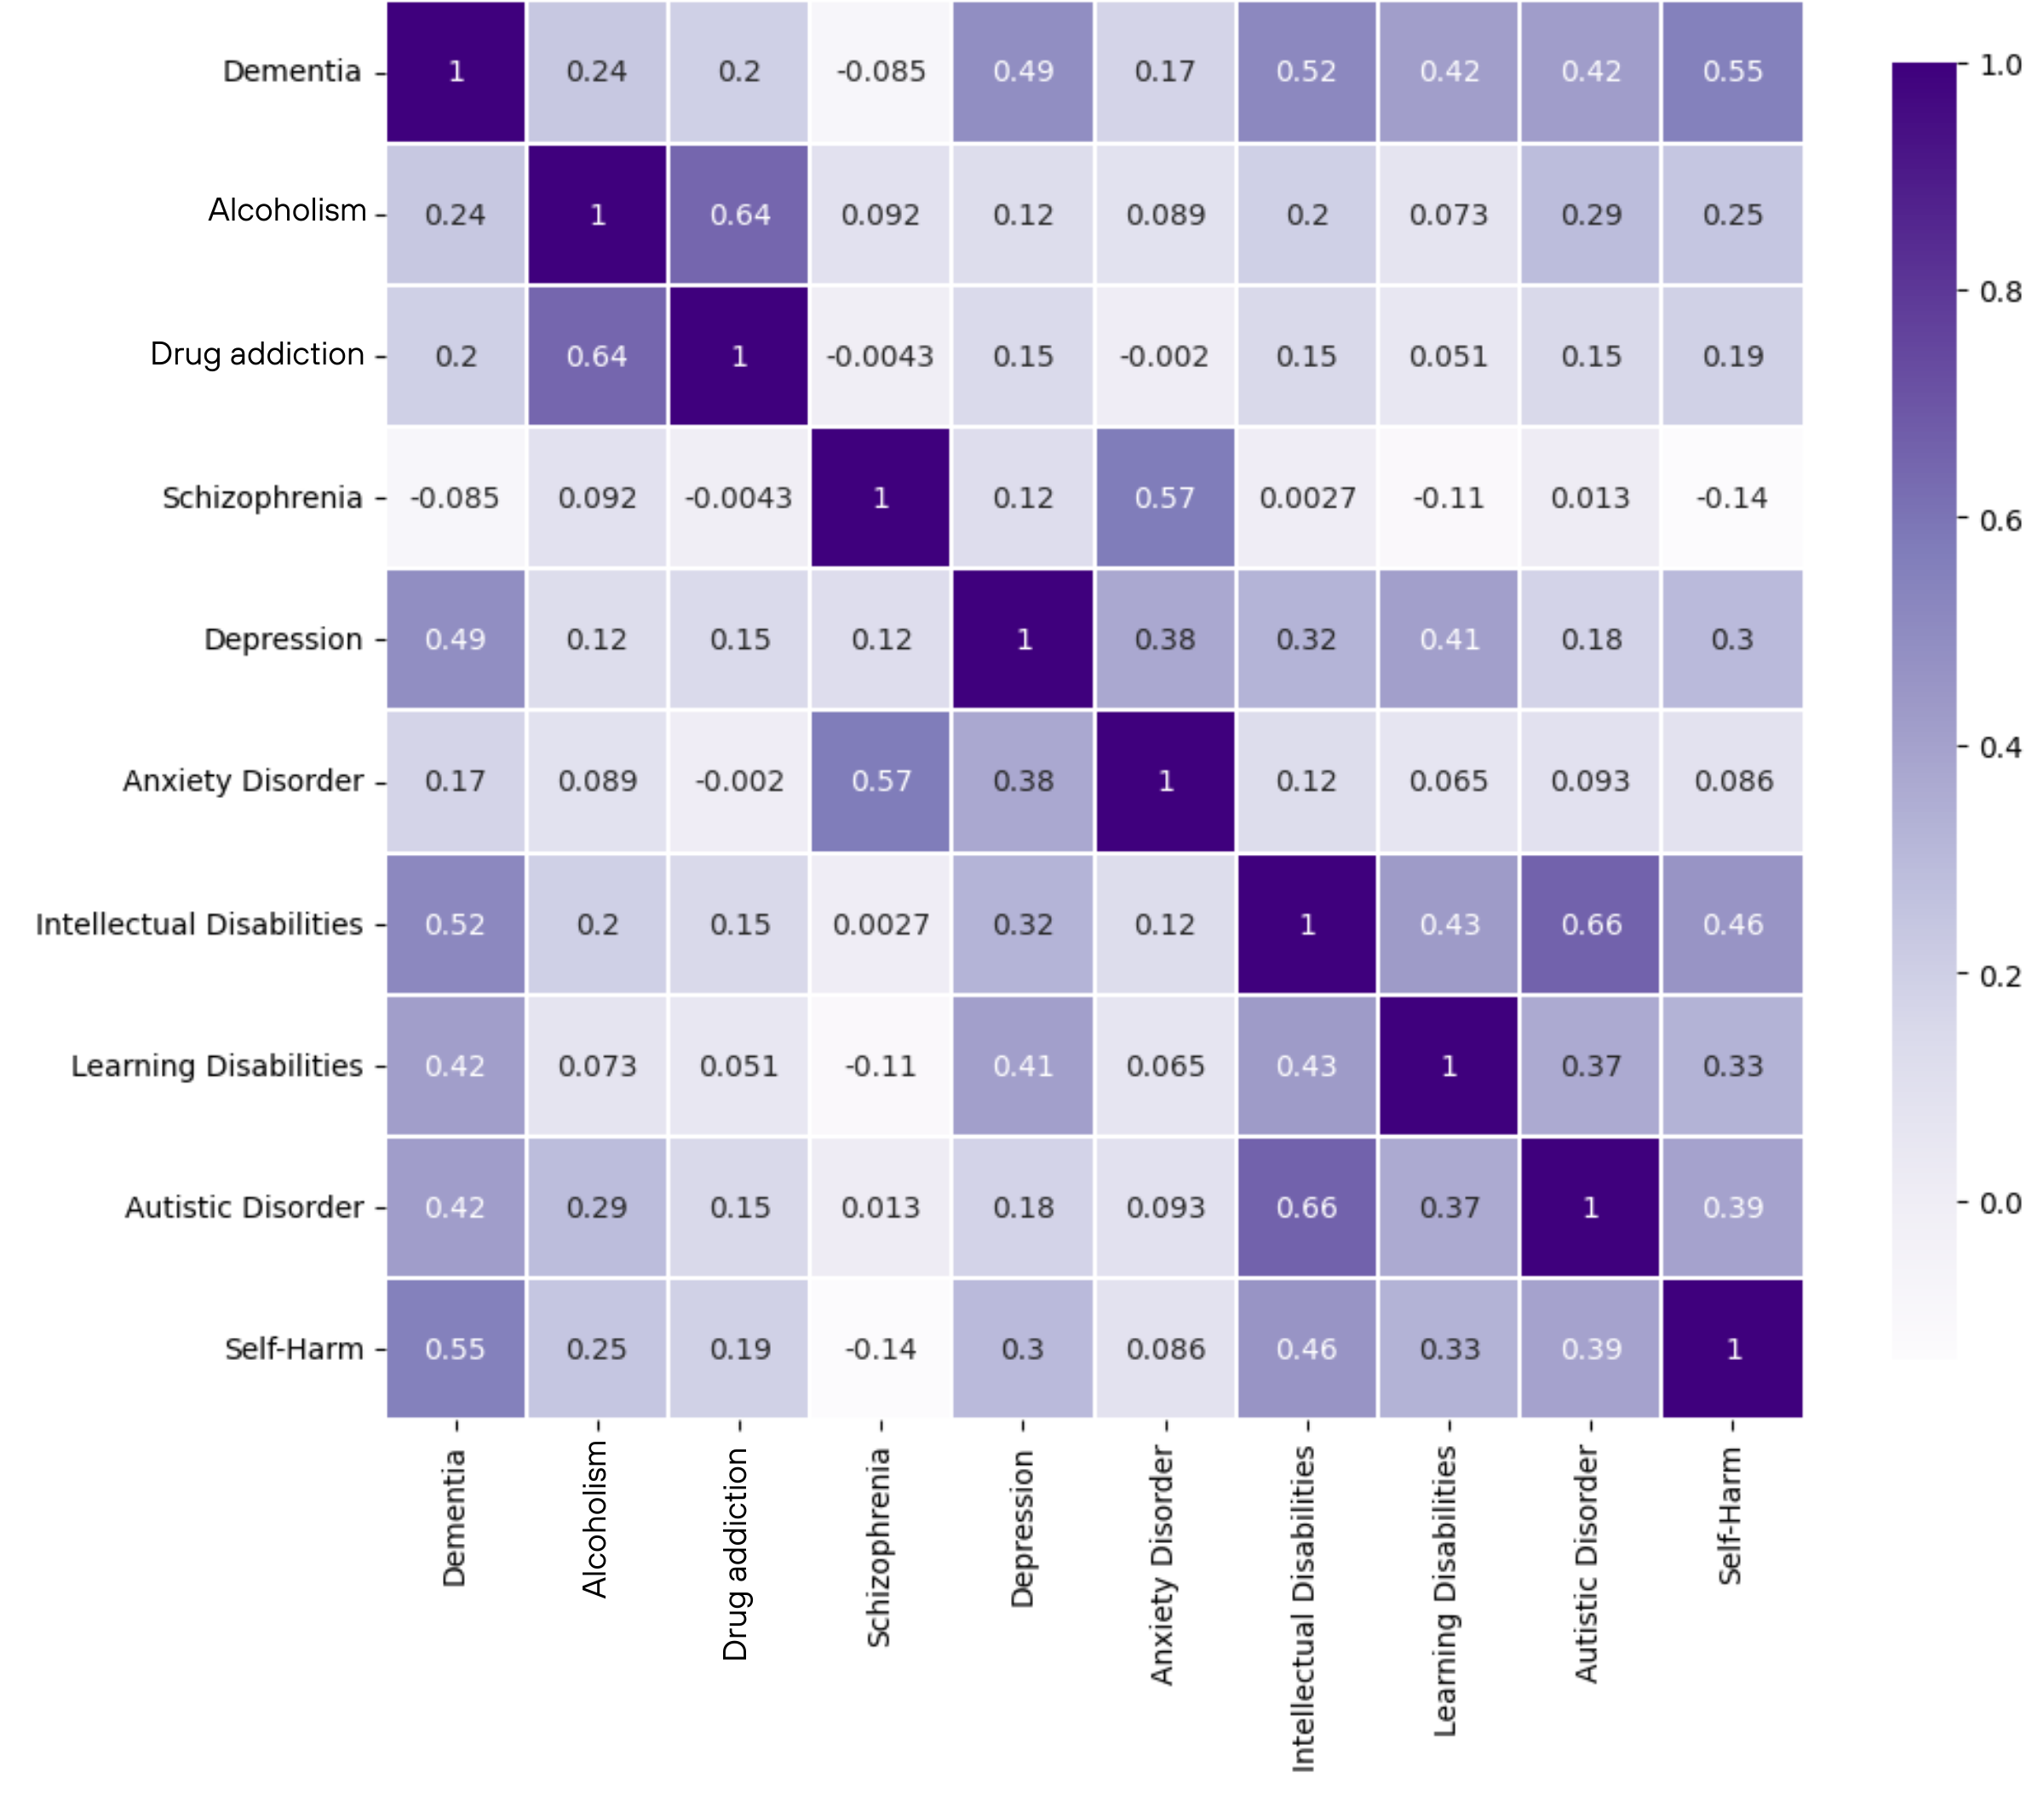 Dementia 1 0.24 0.2 -0.085 0.49 0.17 0.52 0.42 0.42 0.55
Alcoholism 0.24 1 0.64 0.092 0.12 0.089 0.2 0.073 0.29 0.25
Drug addiction 0.2 0.64 1 -0.0043 0.15 -0.002 0.15 0.051 0.15 0.19
Schizophrenia -0.085 0.092 -0.0043 1 0.12 0.57 0.0027 -0.11 0.013 -0.14
Depression 0.49 0.12 0.15 0.12 1 0.38 0.32 0.41 0.18 0.3
Anxiety Disorder 0.17 0.089 -0.002 0.57 0.38 1 0.12 0.065 0.093 0.086
Intellectual Disabilities 0.52 0.2 0.15 0.0027 0.32 0.12 1 0.43 0.66 0.46
Learning Disabilities 0.42 0.073 0.051 -0.11 0.41 0.065 0.43 1 0.37 0.33
Autistic Disorder 0.42 0.29 0.15 0.013 0.18 0.093 0.66 0.37 1 0.39
Self-Harm 0.55 0.25 0.19 -0.14 0.3 0.086 0.46 0.33 0.39 1
Dementia
Alcoholism
Drug addiction
Schizophrenia
Depression
Anxiety Disorder
Intellectual Disabilities
Learning Disabilities
Autistic Disorder
Self-Harm
1.0
0.8
0.6
0.4
0.2
0.0